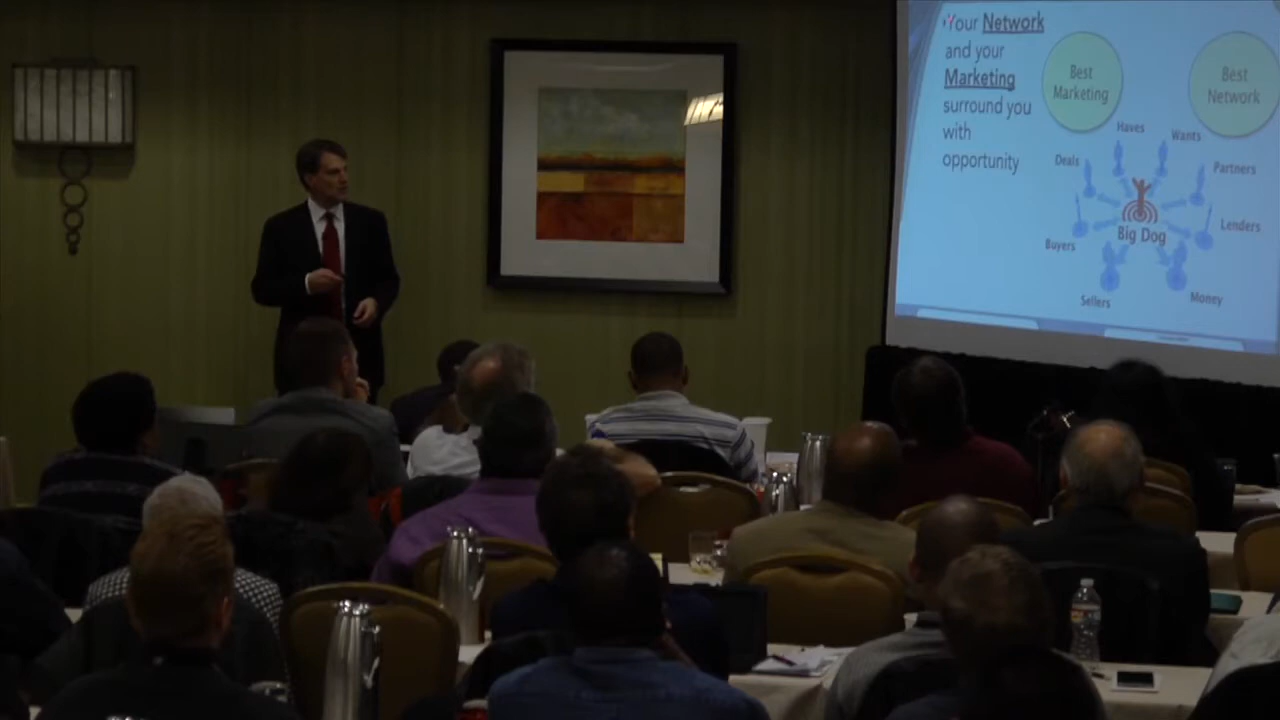 Your Network
and your
Marketing
surround you
with
opportunity
Best
Marketing
Best
Network
Haves
Wants
Deals
Partners
Lenders
Big Dog
Buyers
Sellers
Money